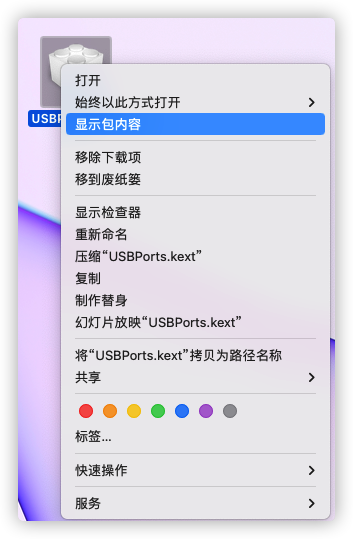 USBP
打开
始终以此方式打开
显示包内容
移除下载项
移到废纸篓
显示检查器
重新命名
压缩“USBPorts.kext”
复制
制作替身
幻灯片放映“USBPorts.kext”
将“USBPorts.kext”拷贝为路径名称
共享
标签...
快速操作
服务